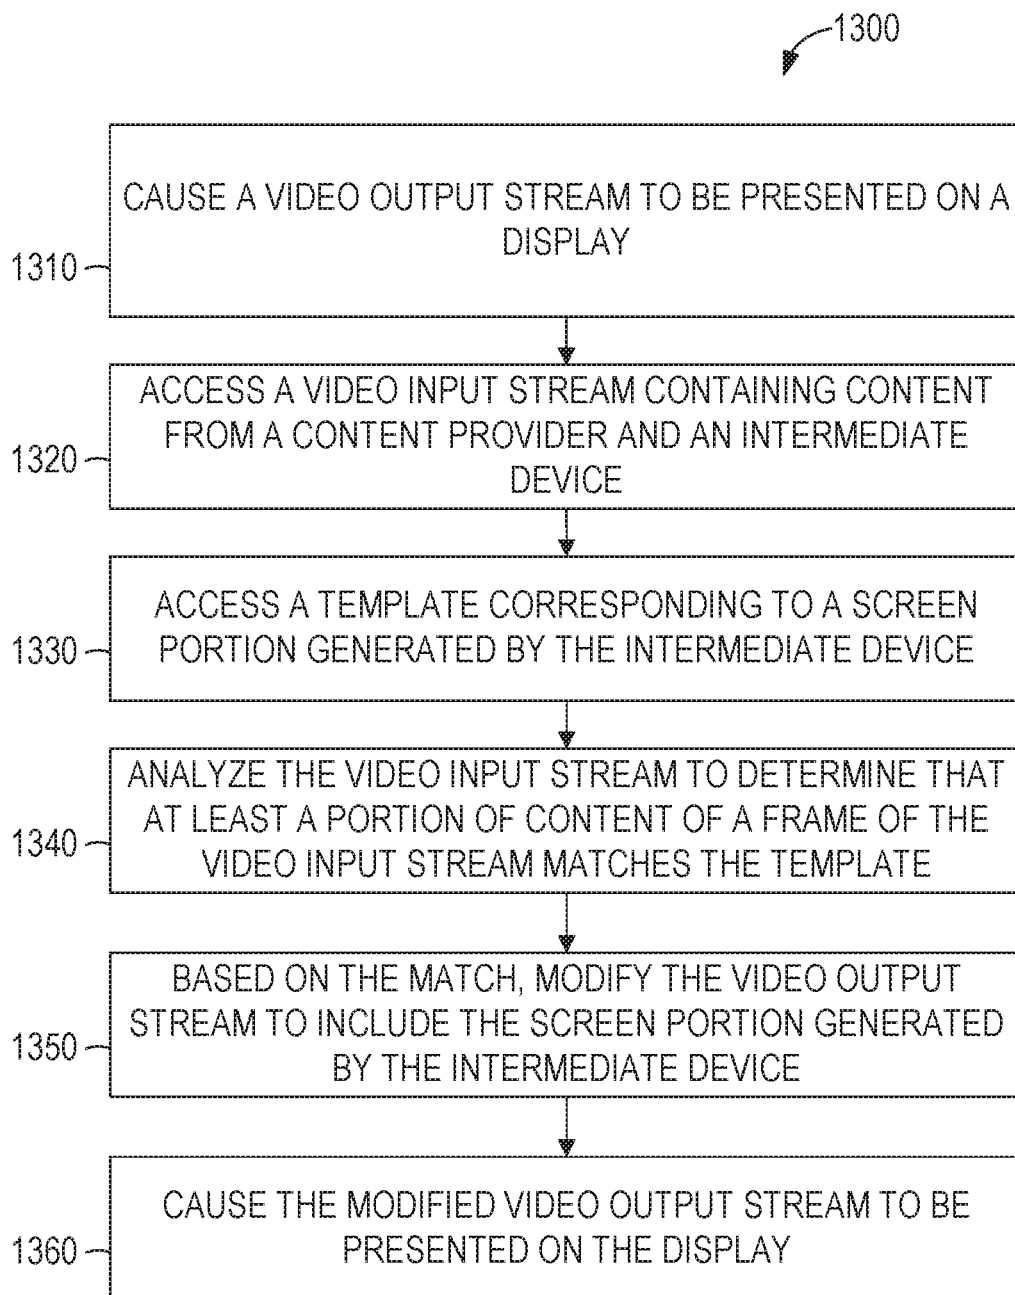 1300
CAUSE A VIDEO OUTPUT STREAM TO BE PRESENTED ON A
DISPLAY
1310
ACCESS A VIDEO INPUT STREAM CONTAINING CONTENT
FROM A CONTENT PROVIDER AND AN INTERMEDIATE
DEVICE
1320
ACCESS A TEMPLATE CORRESPONDING TO A SCREEN
PORTION GENERATED BY THE INTERMEDIATE DEVICE
1330
ANALYZE THE VIDEO INPUT STREAM TO DETERMINE THAT
AT LEAST A PORTION OF CONTENT OF A FRAME OF THE
VIDEO INPUT STREAM MATCHES THE TEMPLATE
1340
BASED ON THE MATCH, MODIFY THE VIDEO OUTPUT
STREAM TO INCLUDE THE SCREEN PORTION GENERATED
BY THE INTERMEDIATE DEVICE
1350
CAUSE THE MODIFIED VIDEO OUTPUT STREAM TO BE
PRESENTED ON THE DISPLAY
1360